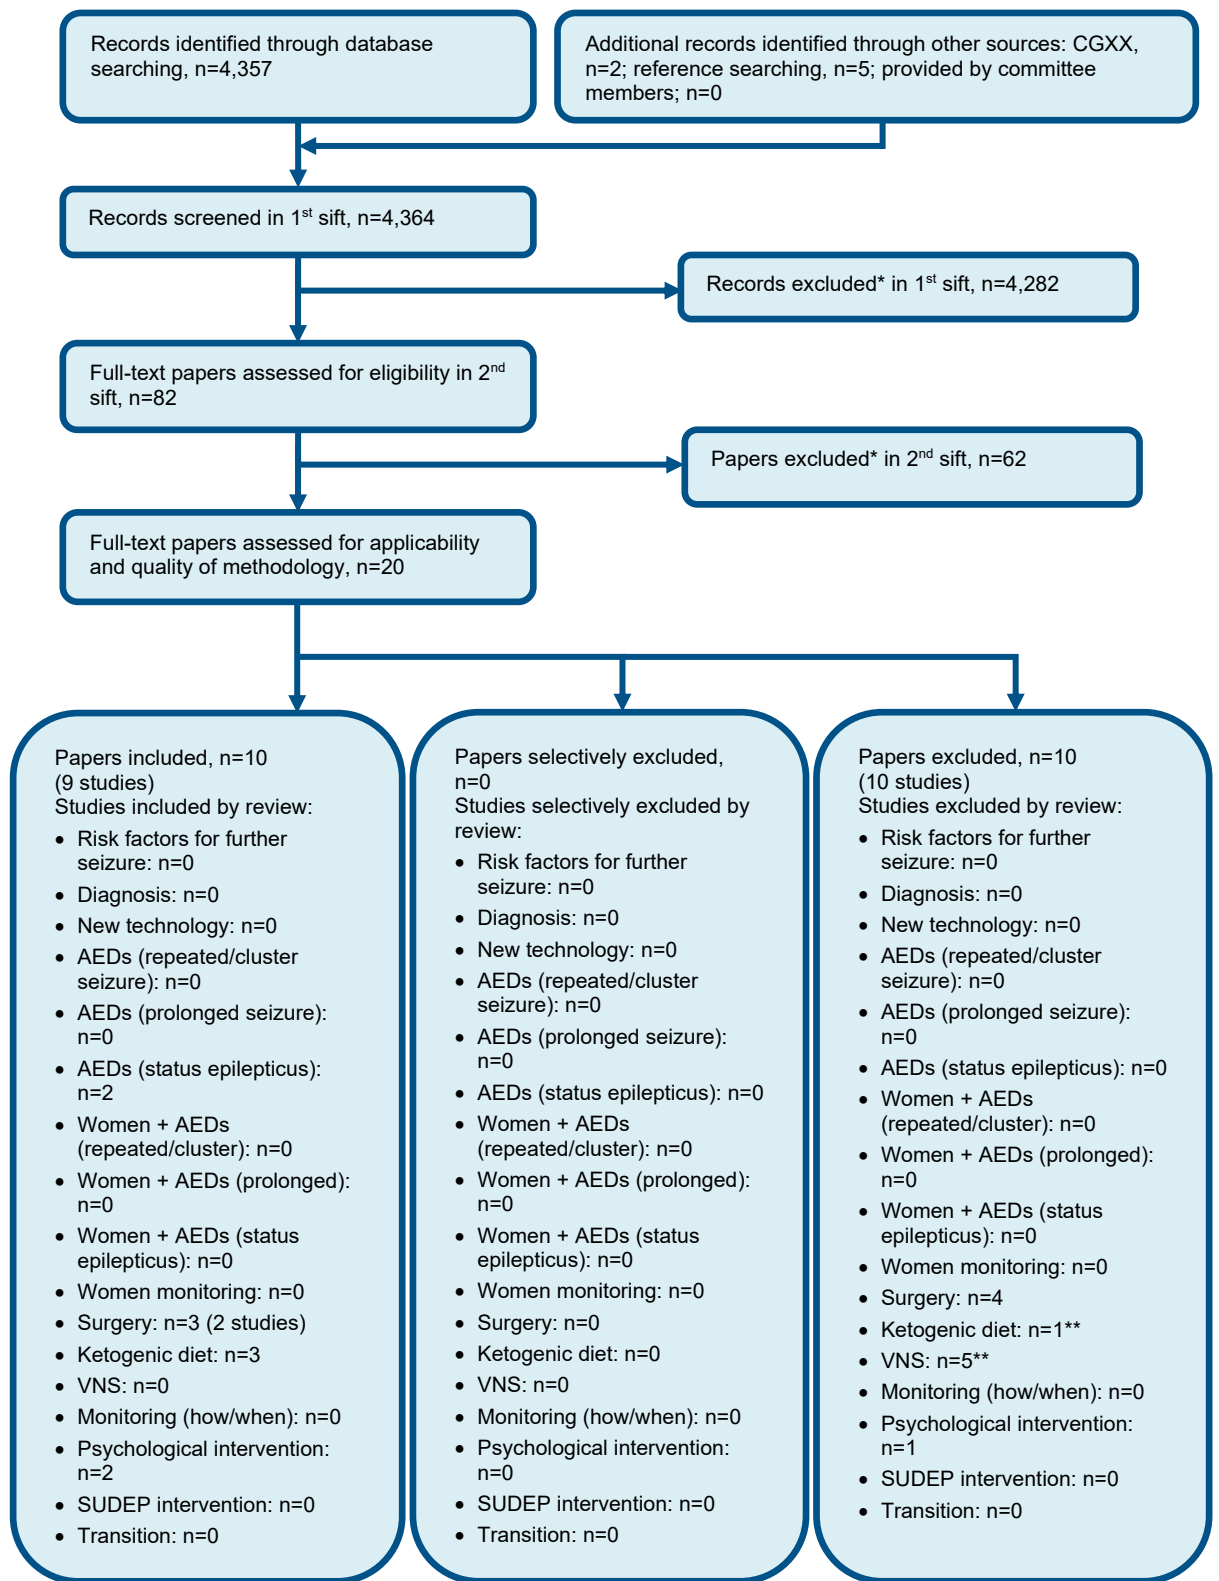 Records identified through database
searching, n=4,357
Additional records identified through other sources: CGXX,
n=2; reference searching, n=5; provided by committee
members; n=0
Records screened in 1st sift, n=4,364
Records excluded* in 1st sift, n=4,282
Full-text papers assessed for eligibility in 2nd
sift, n=82
Papers excluded* in 2nd sift, n=62
Full-text papers assessed for applicability
and quality of methodology, n=20
Papers included, n=10
(9 studies)
Studies included by review:
• Risk factors for further
seizure: n=0
• Diagnosis: n=0
• New technology: n=0
• AEDs (repeated/cluster
seizure): n=0
• AEDs (prolonged seizure):
n=0
• AEDs (status epilepticus):
n=2
• Women + AEDs
(repeated/cluster): n=0
• Women + AEDs (prolonged):
n=0
• Women + AEDs (status
epilepticus): n=0
• Women monitoring: n=0
• Surgery: n=3 (2 studies)
• Ketogenic diet: n=3
• VNS: n=0
• Monitoring (how/when): n=0
• Psychological intervention:
n=2
• SUDEP intervention: n=0
• Transition: n=0
Papers selectively excluded,
n=0
Studies selectively excluded by
review:
• Risk factors for further
seizure: n=0
• Diagnosis: n=0
• New technology: n=0
• AEDs (repeated/cluster
seizure): n=0
• AEDs (prolonged seizure):
n=0
• AEDs (status epilepticus): n=0
• Women + AEDs
(repeated/cluster): n=0
• Women + AEDs (prolonged):
n=0
• Women + AEDs (status
epilepticus): n=0
• Women monitoring: n=0
• Surgery: n=0
• Ketogenic diet: n=0
• VNS: n=0
• Monitoring (how/when): n=0
• Psychological intervention:
n=0
• SUDEP intervention: n=0
• Transition: n=0
Papers excluded, n=10
(10 studies)
Studies excluded by review:
• Risk factors for further
seizure: n=0
• Diagnosis: n=0
• New technology: n=0
• AEDs (repeated/cluster
seizure): n=0
• AEDs (prolonged seizure):
n=0
• AEDs (status epilepticus): n=0
• Women + AEDs
(repeated/cluster): n=0
• Women + AEDs (prolonged):
n=0
• Women + AEDs (status
epilepticus): n=0
• Women monitoring: n=0
• Surgery: n=4
• Ketogenic diet: n=1**
• VNS: n=5**
• Monitoring (how/when): n=0
• Psychological intervention:
n=1
• SUDEP intervention: n=0
• Transition: n=0